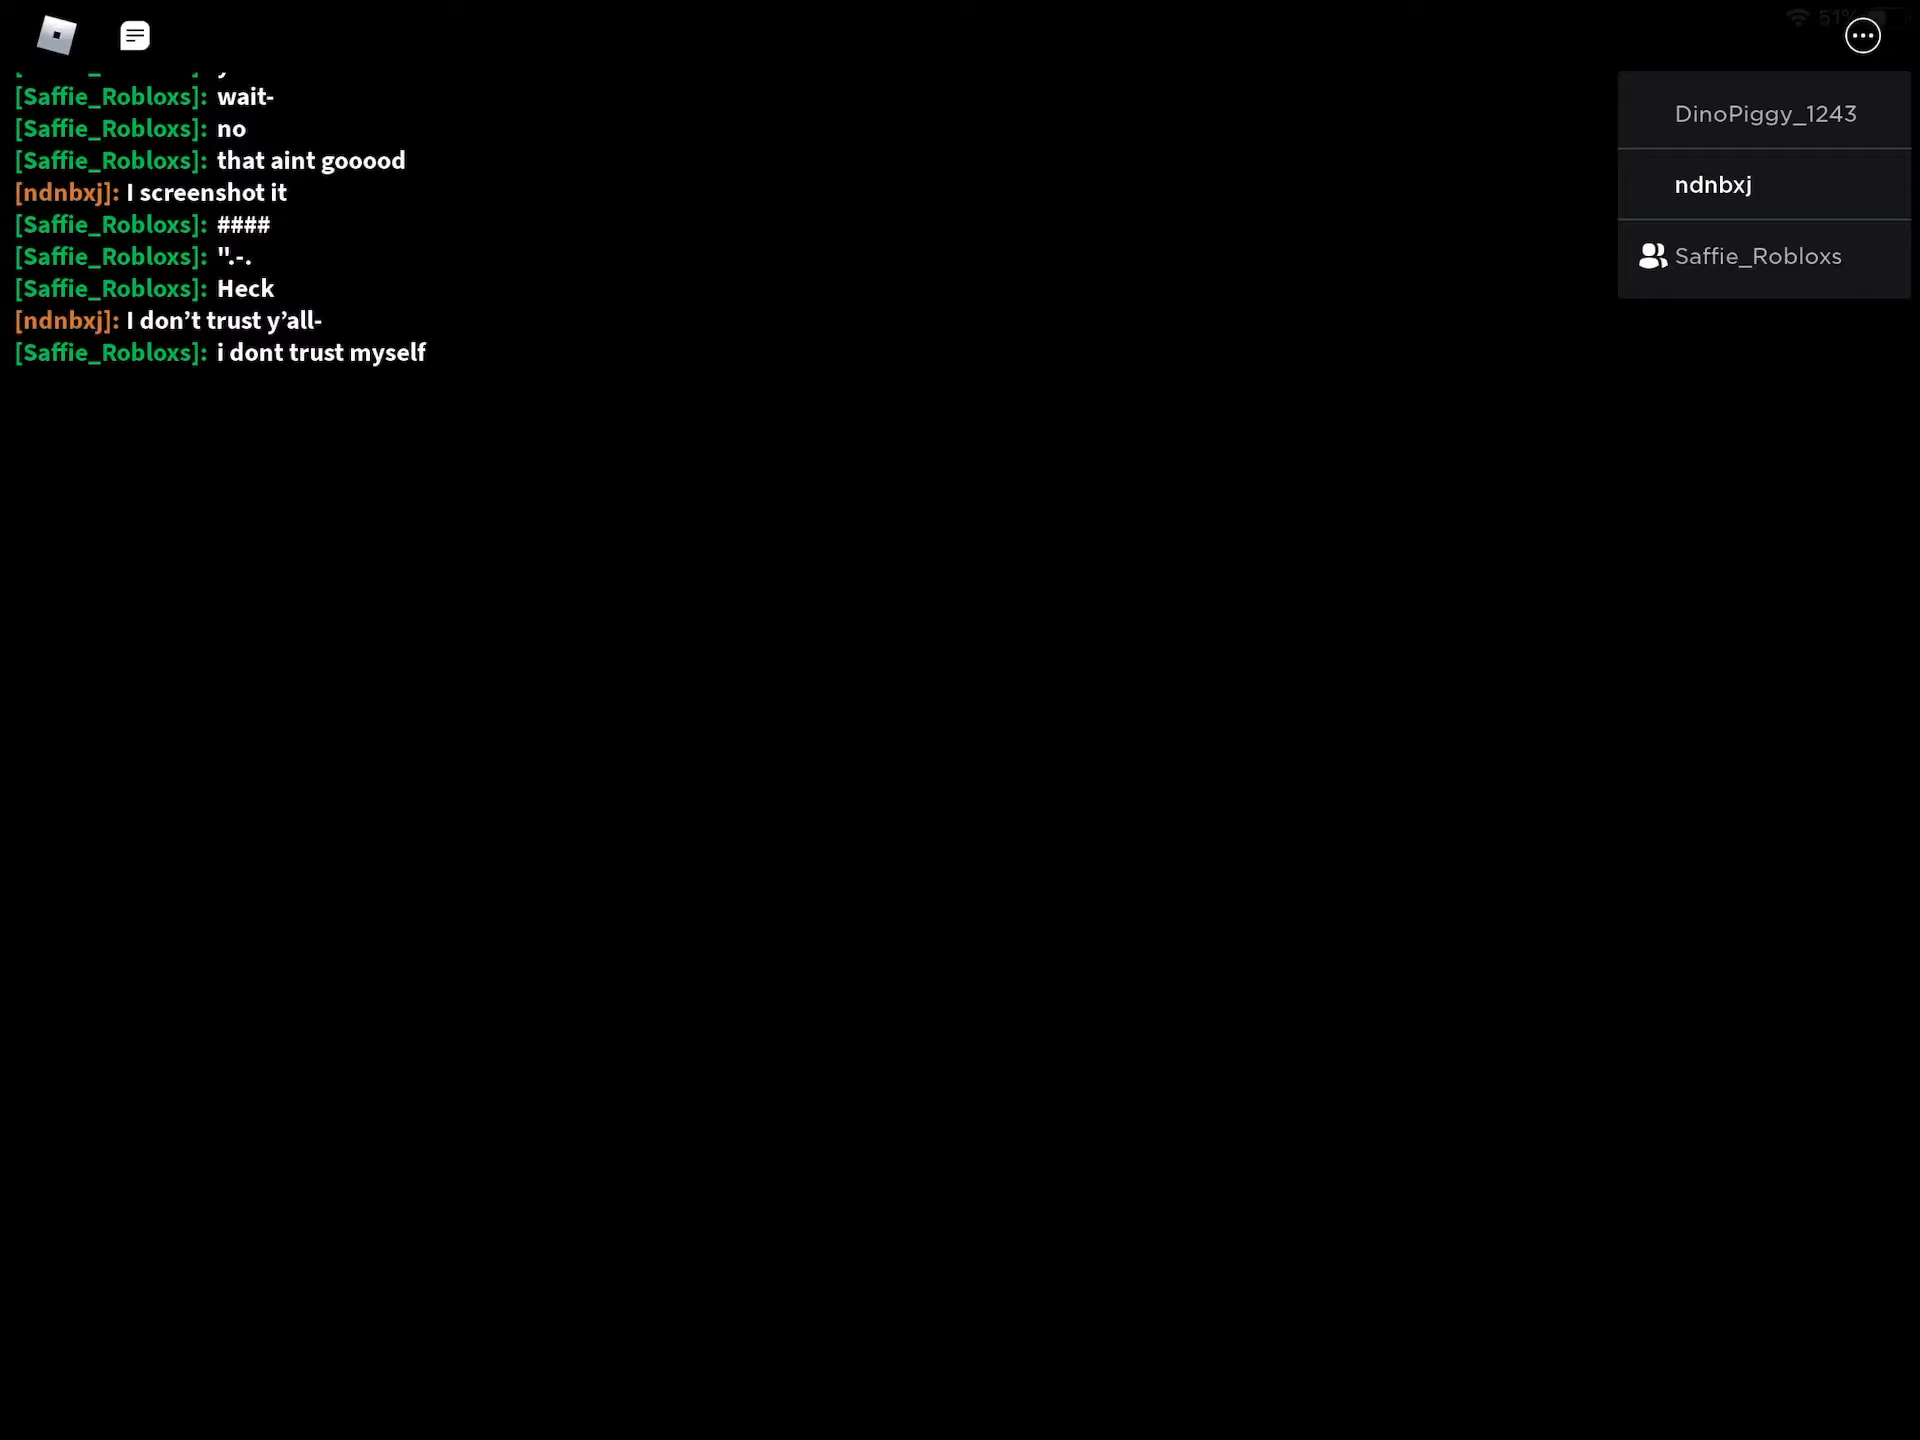 51%
[Saffie_Robloxs]: wait-
[Saffie_Robloxs]: no
[Saffie_Robloxs]: that aint gooood
[ndnbxj]: I screenshot it
[Saffie_Robloxs]: ####
[Saffie_Robloxs]: ".-.
[Saffie_Robloxs]: Heck
[ndnbxj]: I don’t trust y’all-
[Saffie_Robloxs]: i dont trust myself
DinoPiggy_1243
ndnbxj
Saffie_Robloxs